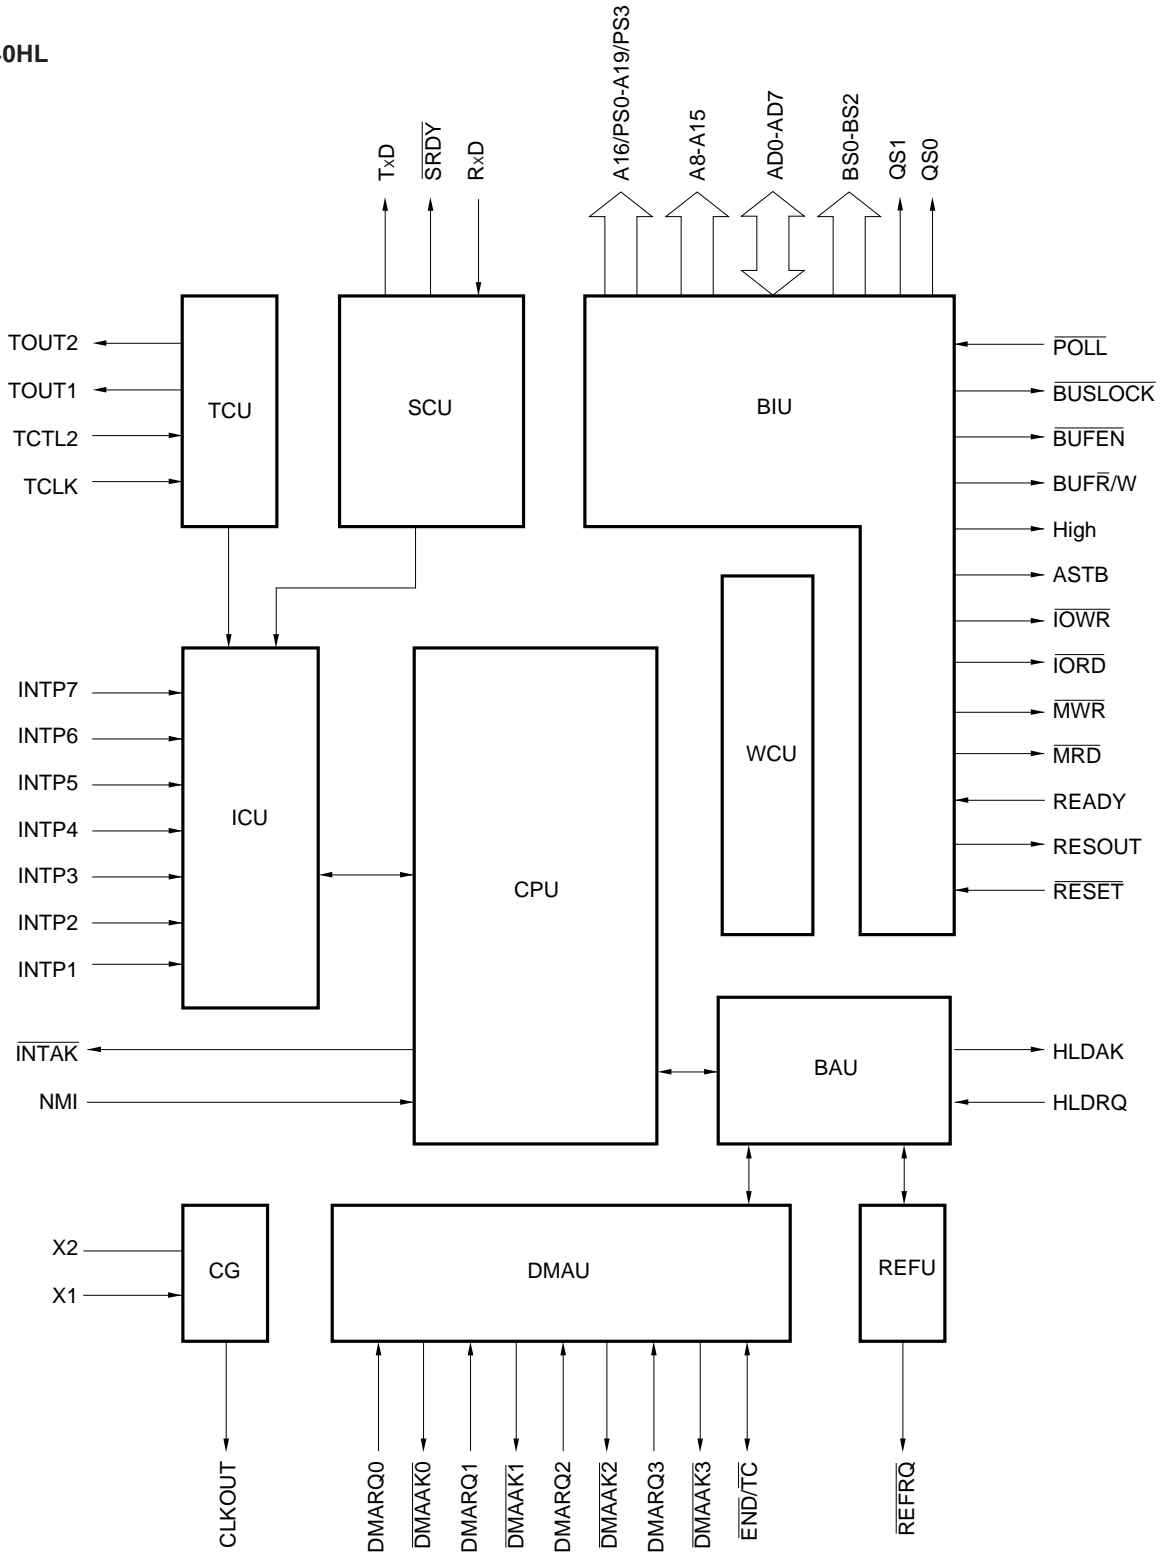 40HL
TxD
SRDY
RxD
A16/PS0-A19/PS3
A8-A15
AD0-AD7
BS0-BS2
QS1
QS0
TOUT2
TOUT1
TCTL2
TCLK
TCU
SCU
BIU
POLL
BUSLOCK
BUFEN
BUFR/W
High
ASTB
IOWR
IORD
MWR
MRD
READY
RESOUT
RESET
INTP7
INTP6
INTP5
INTP4
INTP3
INTP2
INTP1
ICU
CPU
WCU
INTAK
NMI
BAU
HLDAK
HLDRQ
X2
X1
CG
DMAU
REFU
CLKOUT
DMARQ0
DMAAK0
DMARQ1
DMAAK1
DMARQ2
DMAAK2
DMARQ3
DMAAK3
END/TC
REFRQ